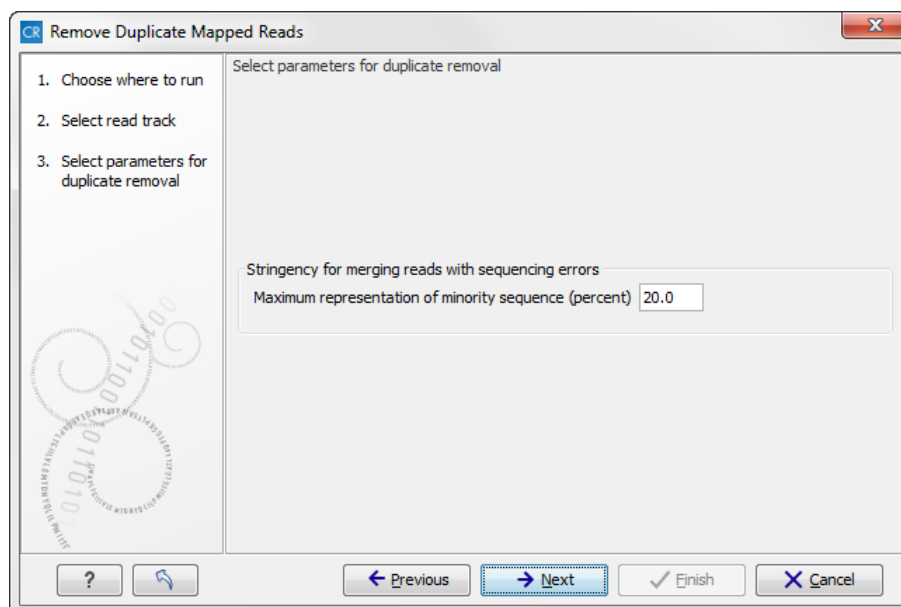 CR Remove Duplicate Mapped Reads
X
1. Choose where to run
2. Select read track
3. Select parameters for
duplicate removal
Select parameters for duplicate removal
Stringency for merging reads with sequencing errors
Maximum representation of minority sequence (percent) 20.0
? Previous Next Finish Cancel